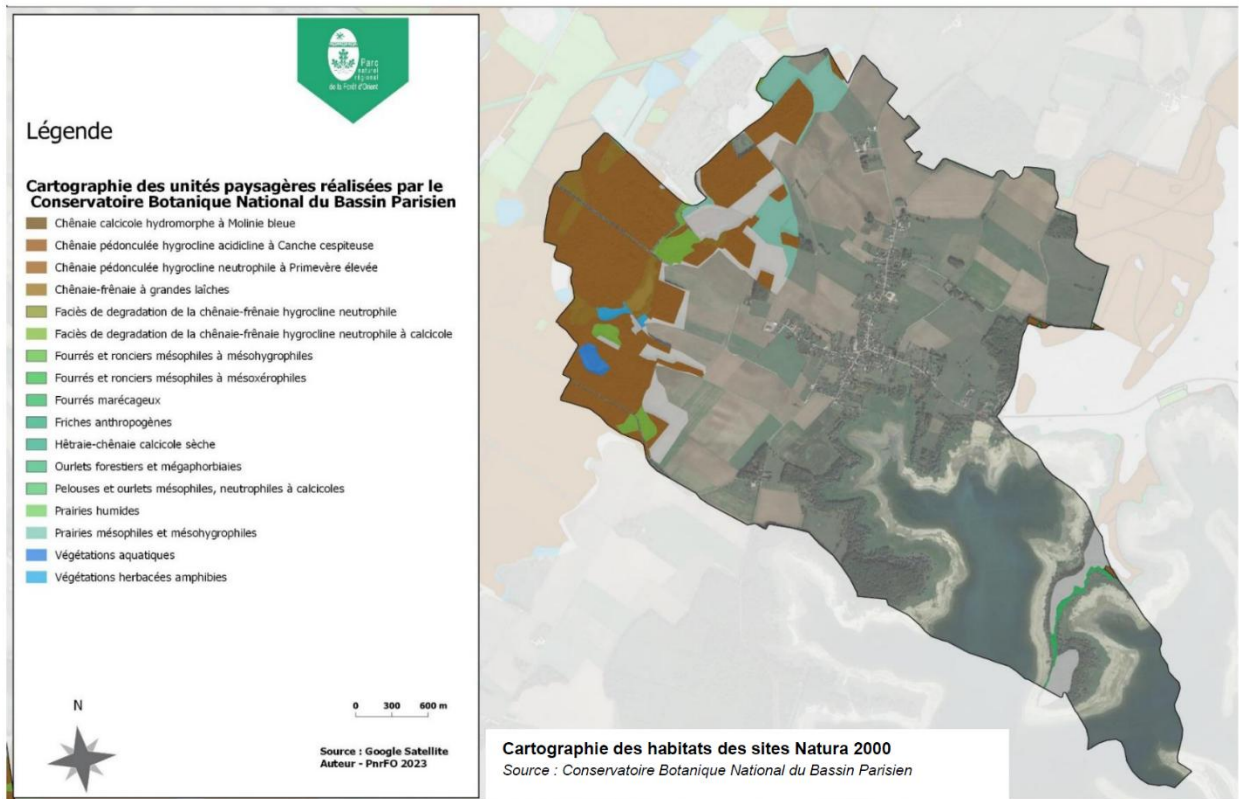 Parc
naturel
régional
de la Forêt d'Orient
Légende
Cartographie des unités paysagères réalisées par le
Conservatoire Botanique National du Bassin Parisien
Chênaie calcicole hydromorphe à Molinie bleue
Chênaie pédonculée hygrocline acidicline à Canche cespiteuse
Chênaie pédonculée hygrocline neutrophile à Primevère élevée
Chênaie-frênaie à grandes laîches
Faciès de degradation de la chênaie-frênaie hygrocline neutrophile
Faciès de degradation de la chênaie-frênaie hygrocline neutrophile à calcicole
Fourrés et ronciers mésophiles à mésohygrophiles
Fourrés et ronciers mésophiles à mésoxérophiles
Fourrés marécageux
Friches anthropogènes
Hêtraie-chênaie calcicole sèche
Ourlets forestiers et mégaphorbiaies
Pelouses et ourlets mésophiles, neutrophiles à calcicoles
Prairies humides
Prairies mésophiles et mésohygrophiles
Végétations aquatiques
Végétations herbacées amphibies
N
0 300 600 m
Source : Google Satellite
Auteur - PnrFO 2023
Cartographie des habitats des sites Natura 2000
Source : Conservatoire Botanique National du Bassin Parisien